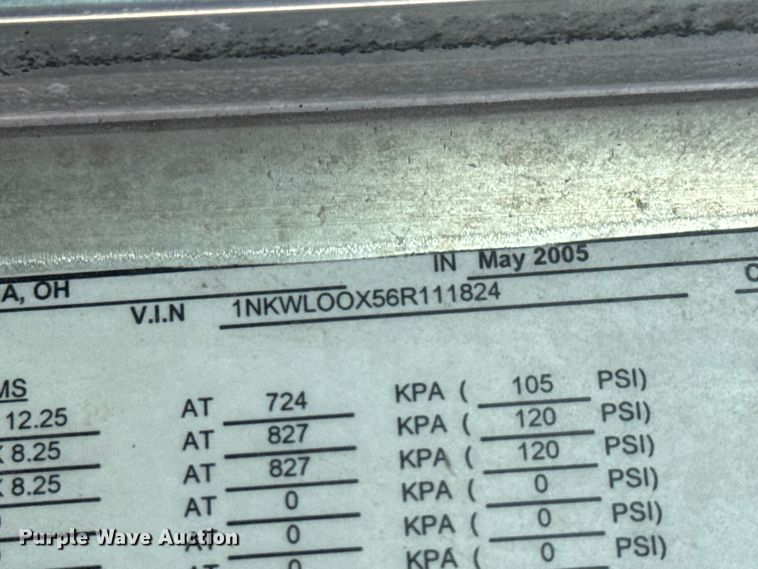 IN May 2005
A, OH
V.I.N 1NKWLOOX56R111824
C
MS
12.25 AT 724 KPA ( 105 PSI)
X 8.25 AT 827 KPA ( 120 PSI)
X 8.25 AT 827 KPA ( 120 PSI)
AT 0 KPA ( 0 PSI)
AT 0 KPA ( 0 PSI)
AT 0 KPA ( 0 PSI)
Purple Wave Auction